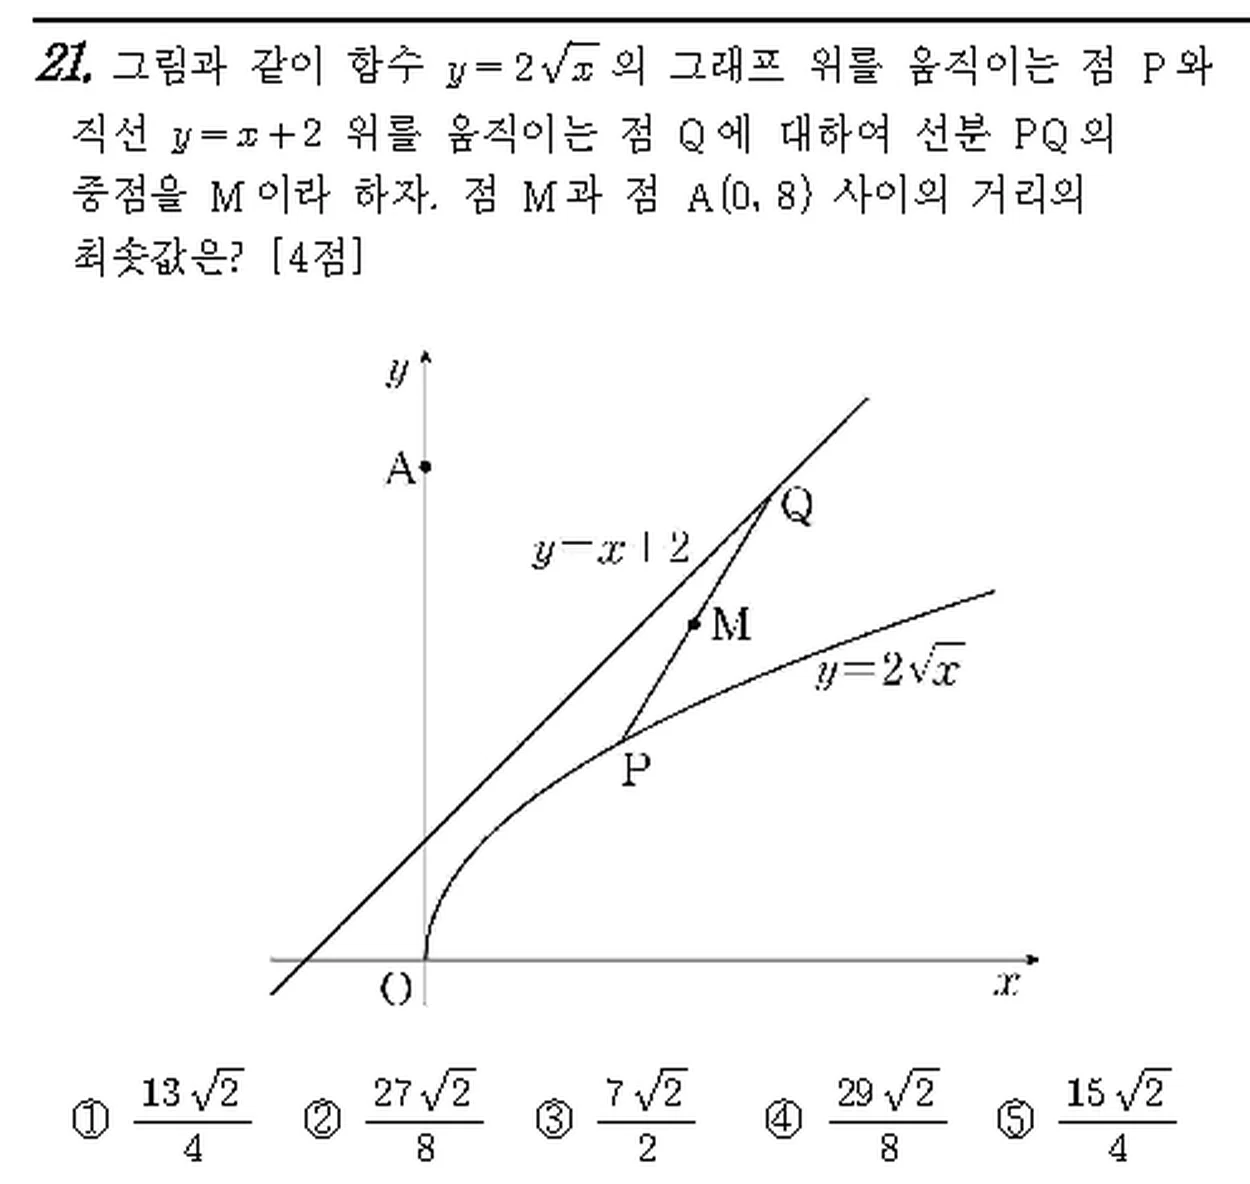 21. 그림과 같이 함수 y=2√x 의 그래프 위를 움직이는 점 P와
직선 y=x+2 위를 움직이는 점 Q에 대하여 선분 PQ의
중점을 M이라 하자. 점 M과 점 A(0, 8) 사이의 거리의
최솟값은? [4점]
y
A
Q
y=x+2
M
y=2√x
P
O
x
① 13√2/4 ② 27√2/8 ③ 7√2/2 ④ 29√2/8 ⑤ 15√2/4